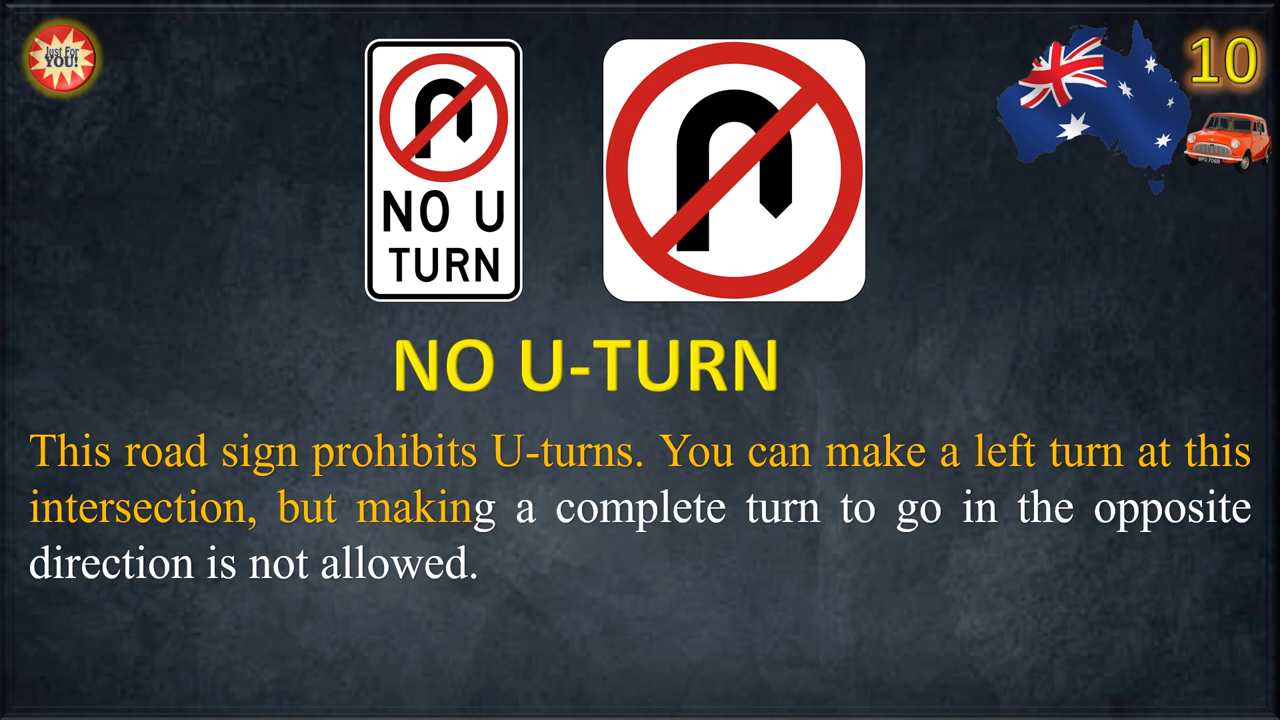 Just For
YOU!
NO U
TURN
10
NO U-TURN
This road sign prohibits U-turns. You can make a left turn at this
intersection, but making a complete turn to go in the opposite
direction is not allowed.